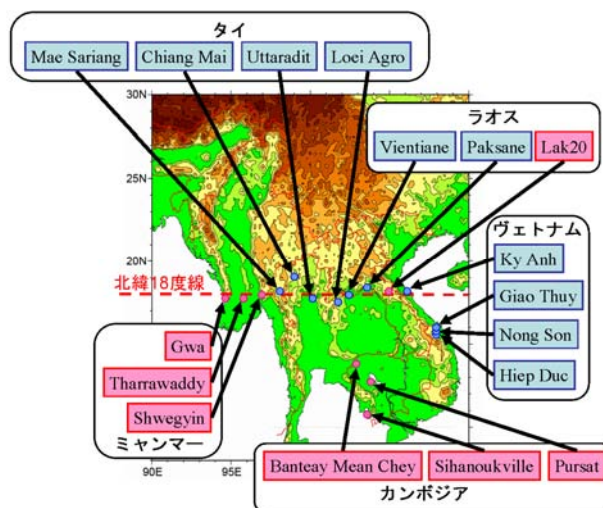 タイ
Mae Sariang Chiang Mai Uttaradit Loei Agro
30N
ラオス
Vientiane Paksane Lak20
25N
ヴェトナム
20N
Ky Anh
北緯18度線
Giao Thuy
Gwa
Nong Son
Tharrawaddy
Hiep Duc
Shwegyin
ミャンマー
90E 95E
Banteay Mean Chey Sihanoukville Pursat
カンボジア